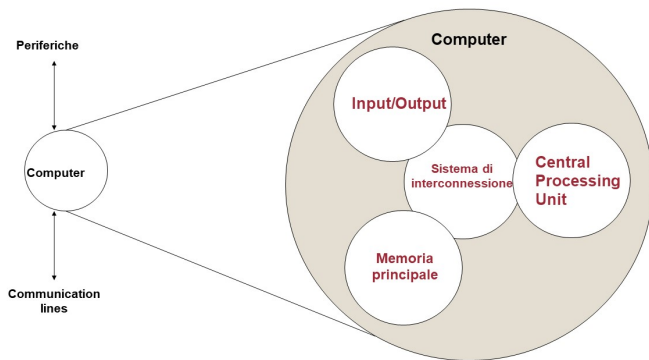 Periferiche
Computer
Communication
lines
Computer
Input/Output
Sistema di
interconnessione
Central
Processing
Unit
Memoria
principale